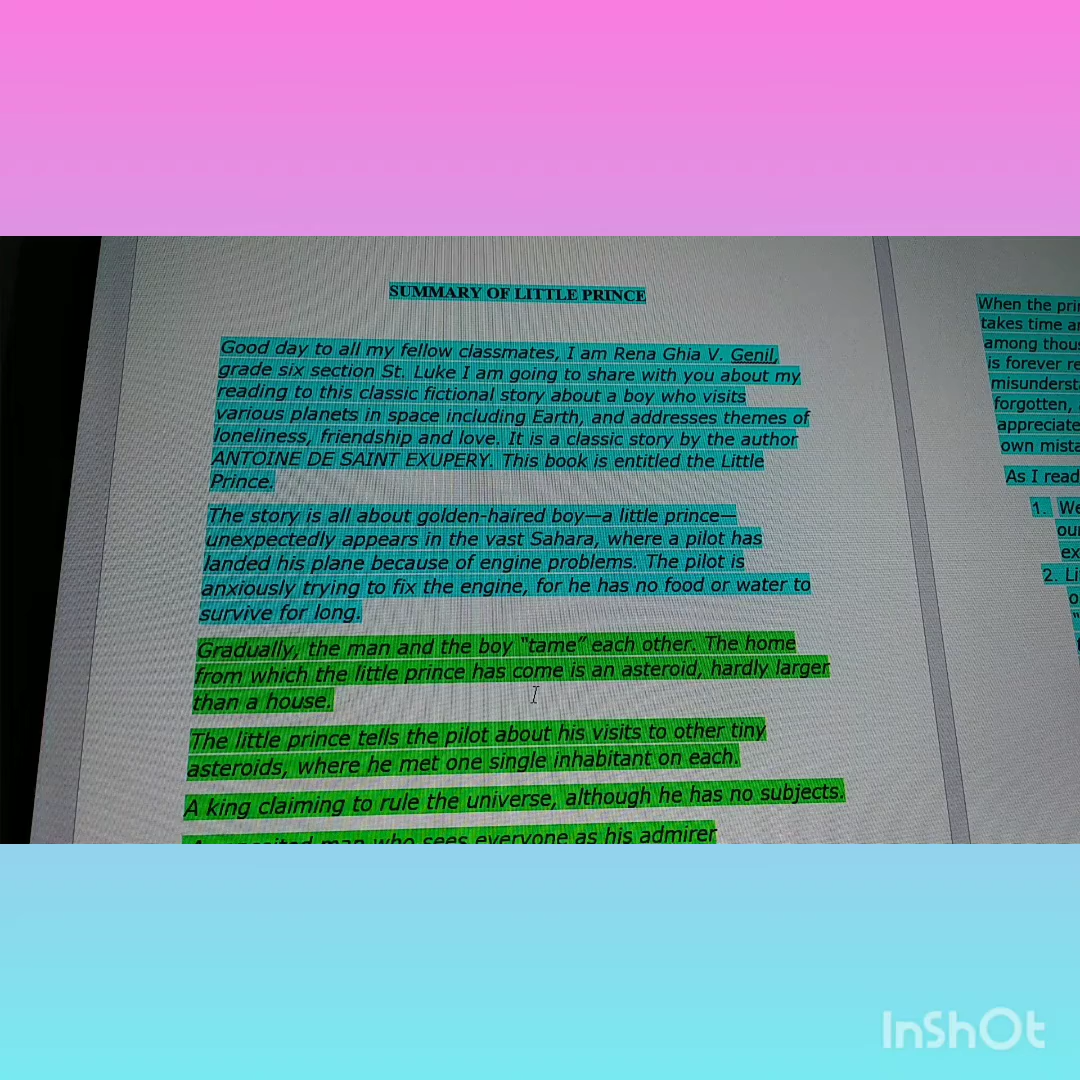 SUMMARY OF LITTLE PRINCE
Good day to all my fellow classmates, I am Rena Ghia V. Genil,
grade six section St. Luke I am going to share with you about my
reading to this classic fictional story about a boy who visits
various planets in space including Earth, and addresses themes of
loneliness, friendship and love. It is a classic story by the author
ANTOINE DE SAINT EXUPERY. This book is entitled the Little
Prince.
The story is all about golden-haired boy—a little prince—
unexpectedly appears in the vast Sahara, where a pilot has
landed his plane because of engine problems. The pilot is
anxiously trying to fix the engine, for he has no food or water to
survive for long.
Gradually, the man and the boy “tame” each other. The home
from which the little prince has come is an asteroid, hardly larger
than a house.
The little prince tells the pilot about his visits to other tiny
asteroids, where he met one single inhabitant on each.
A king claiming to rule the universe, although he has no subjects.
man who sees everyone as his admirer
When the
takes time
among
is forever
forgotten,
appreciate
own
As I read
1. We
2.
InShOt